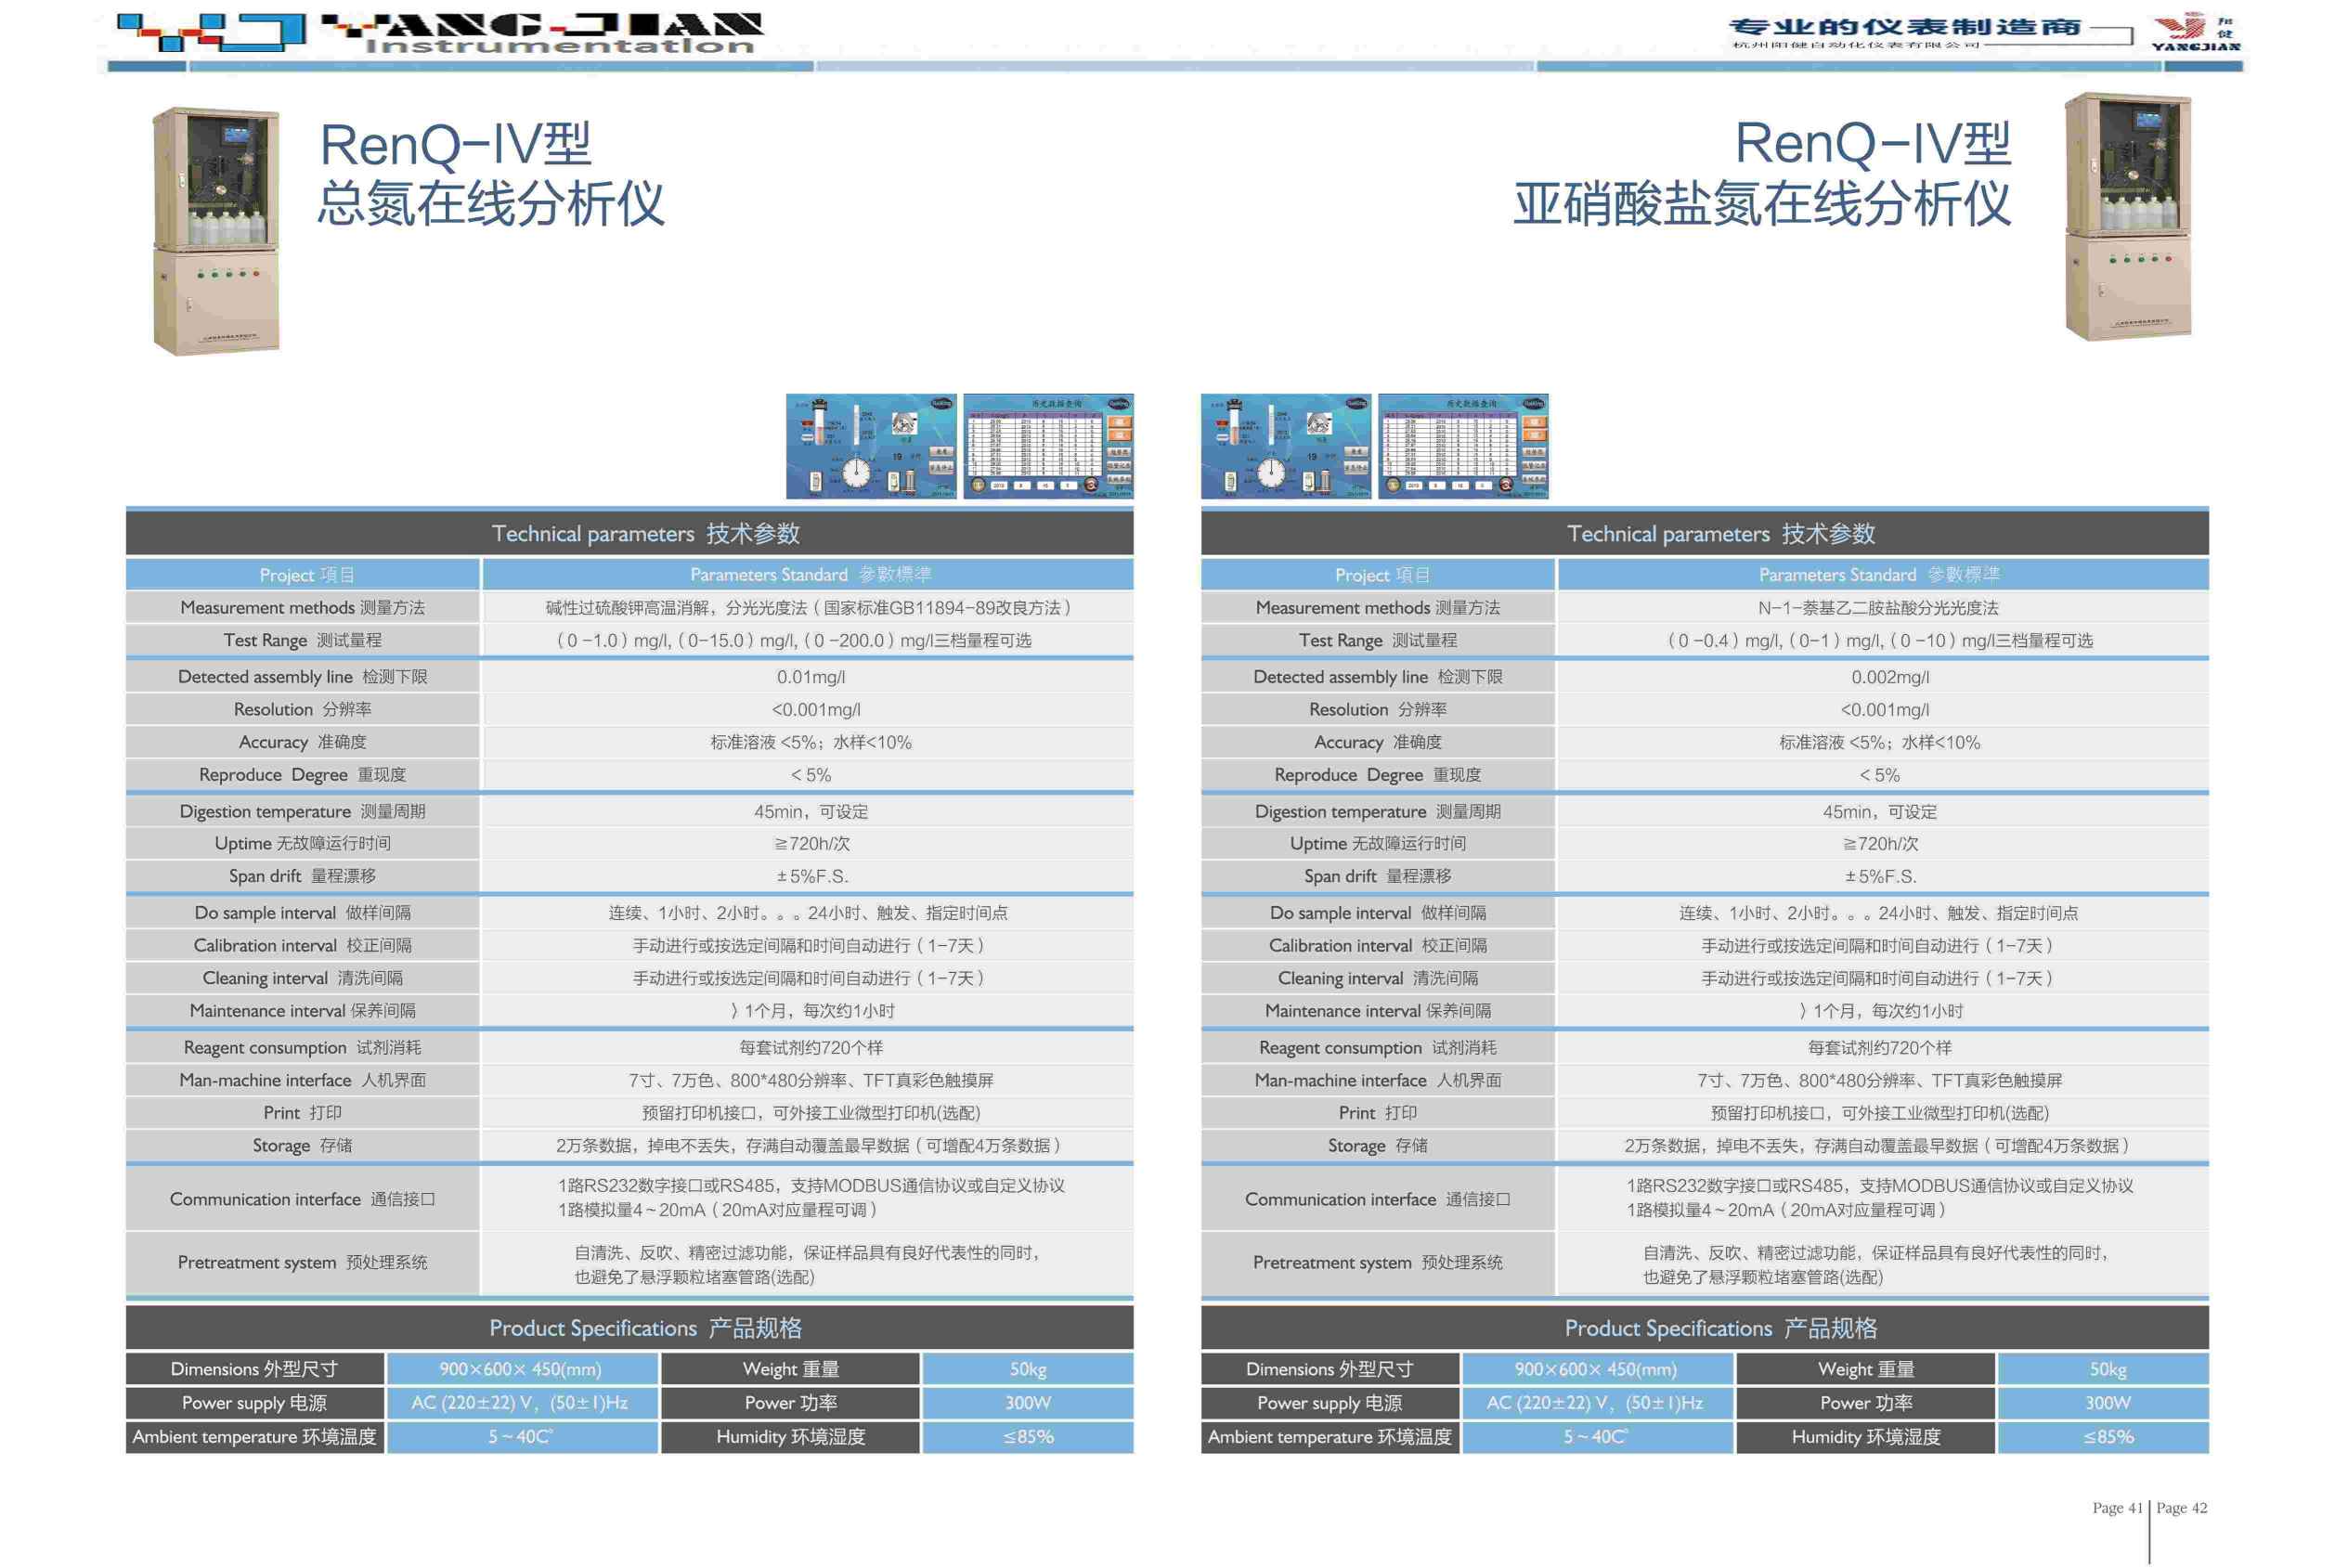 YANG-JIAN
Instrumentation
专业的仪表制造商
杭州阳健自动化仪表有限公司
阳健
YANGJIAN
RenQ-IV型
总氮在线分析仪
RenQ-IV型
亚硝酸盐氮在线分析仪
历史数据查询
历史数据查询
Technical parameters 技术参数
Project 項目 Parameters Standard 參數標準
Measurement methods 测量方法 碱性过硫酸钾高温消解，分光光度法（国家标准GB11894-89改良方法）
Test Range 测试量程 （0 -1.0）mg/l,（0-15.0）mg/l,（0 -200.0）mg/l三档量程可选
Detected assembly line 检测下限 0.01mg/l
Resolution 分辨率 <0.001mg/l
Accuracy 准确度 标准溶液 <5%；水样<10%
Reproduce Degree 重现度 < 5%
Digestion temperature 测量周期 45min，可设定
Uptime 无故障运行时间 ≧720h/次
Span drift 量程漂移 ±5%F.S.
Do sample interval 做样间隔 连续、1小时、2小时。。。24小时、触发、指定时间点
Calibration interval 校正间隔 手动进行或按选定间隔和时间自动进行（1-7天）
Cleaning interval 清洗间隔 手动进行或按选定间隔和时间自动进行（1-7天）
Maintenance interval 保养间隔 〉1个月，每次约1小时
Reagent consumption 试剂消耗 每套试剂约720个样
Man-machine interface 人机界面 7寸、7万色、800*480分辨率、TFT真彩色触摸屏
Print 打印 预留打印机接口，可外接工业微型打印机(选配)
Storage 存储 2万条数据，掉电不丢失，存满自动覆盖最早数据（可增配4万条数据）
Communication interface 通信接口 1路RS232数字接口或RS485，支持MODBUS通信协议或自定义协议
1路模拟量4~20mA（20mA对应量程可调）
Pretreatment system 预处理系统 自清洗、反吹、精密过滤功能，保证样品具有良好代表性的同时，
也避免了悬浮颗粒堵塞管路(选配)
Product Specifications 产品规格
Dimensions 外型尺寸 900×600× 450(mm) Weight 重量 50kg
Power supply 电源 AC (220±22) V，(50±1)Hz Power 功率 300W
Ambient temperature 环境温度 5~40C° Humidity 环境湿度 ≤85%
Technical parameters 技术参数
Project 項目 Parameters Standard 參數標準
Measurement methods 测量方法 N-1-萘基乙二胺盐酸分光光度法
Test Range 测试量程 （0 -0.4）mg/l,（0-1）mg/l,（0 -10）mg/l三档量程可选
Detected assembly line 检测下限 0.002mg/l
Resolution 分辨率 <0.001mg/l
Accuracy 准确度 标准溶液 <5%；水样<10%
Reproduce Degree 重现度 < 5%
Digestion temperature 测量周期 45min，可设定
Uptime 无故障运行时间 ≧720h/次
Span drift 量程漂移 ±5%F.S.
Do sample interval 做样间隔 连续、1小时、2小时。。。24小时、触发、指定时间点
Calibration interval 校正间隔 手动进行或按选定间隔和时间自动进行（1-7天）
Cleaning interval 清洗间隔 手动进行或按选定间隔和时间自动进行（1-7天）
Maintenance interval 保养间隔 〉1个月，每次约1小时
Reagent consumption 试剂消耗 每套试剂约720个样
Man-machine interface 人机界面 7寸、7万色、800*480分辨率、TFT真彩色触摸屏
Print 打印 预留打印机接口，可外接工业微型打印机(选配)
Storage 存储 2万条数据，掉电不丢失，存满自动覆盖最早数据（可增配4万条数据）
Communication interface 通信接口 1路RS232数字接口或RS485，支持MODBUS通信协议或自定义协议
1路模拟量4~20mA（20mA对应量程可调）
Pretreatment system 预处理系统 自清洗、反吹、精密过滤功能，保证样品具有良好代表性的同时，
也避免了悬浮颗粒堵塞管路(选配)
Product Specifications 产品规格
Dimensions 外型尺寸 900×600× 450(mm) Weight 重量 50kg
Power supply 电源 AC (220±22) V，(50±1)Hz Power 功率 300W
Ambient temperature 环境温度 5~40C° Humidity 环境湿度 ≤85%
Page 41 Page 42